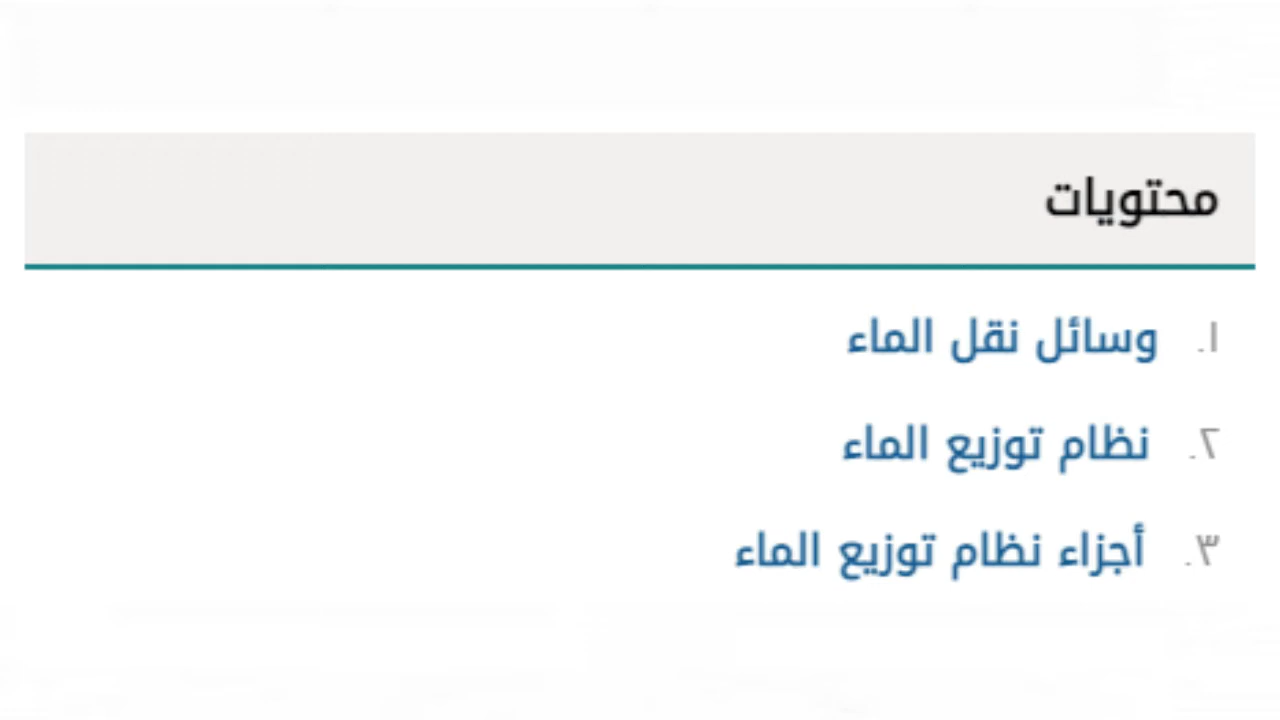 محتويات
١. وسائل نقل الماء
٢. نظام توزيع الماء
٣. أجزاء نظام توزيع الماء